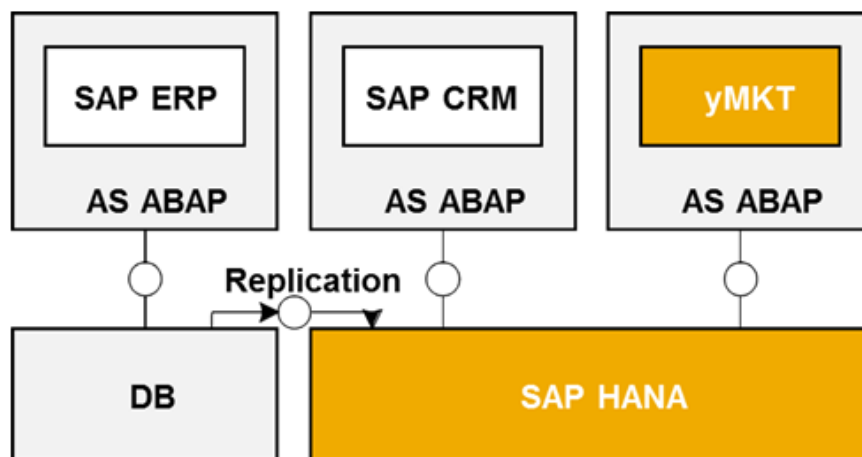 SAP ERP
SAP CRM
yMKT
AS ABAP
AS ABAP
AS ABAP
Replication
DB
SAP HANA